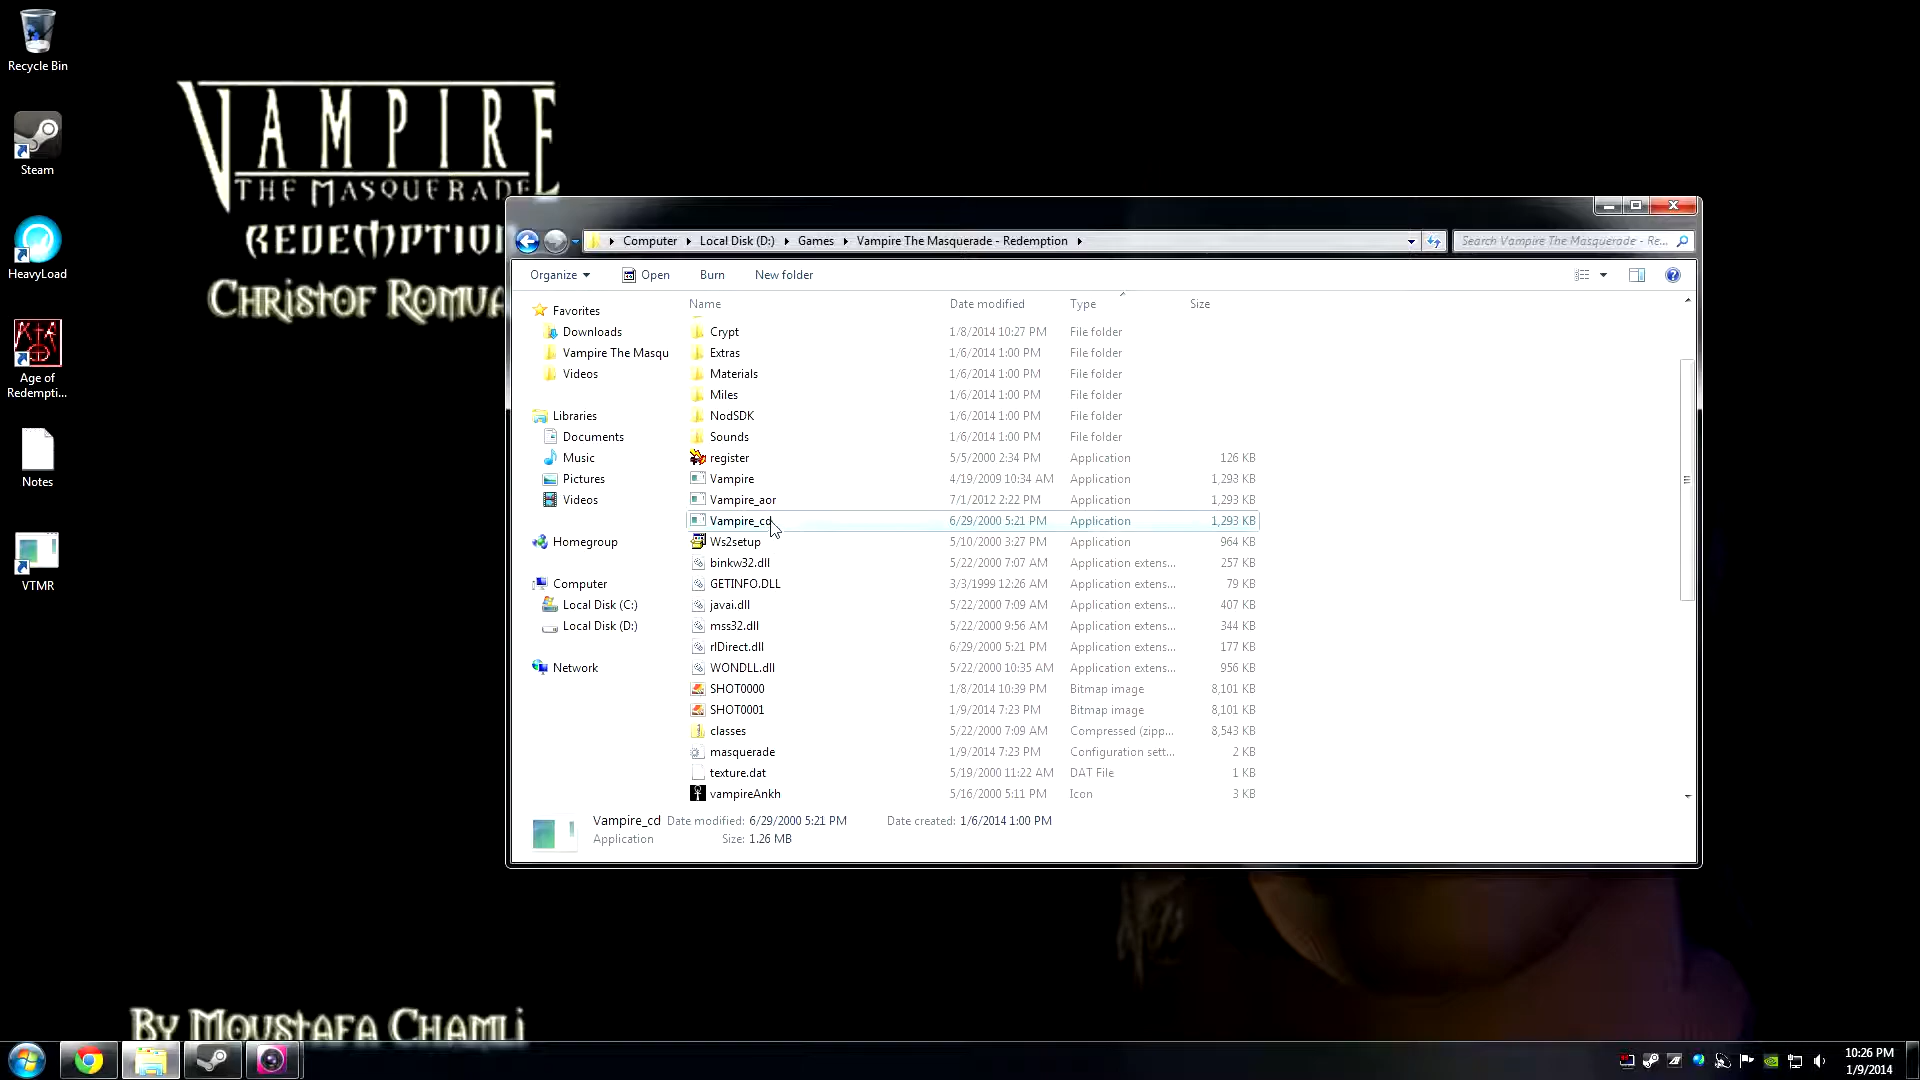 Recycle Bin
Steam
HeavyLoad
Age of
Redempti...
Notes
VTMR
VAMPIRE
THE MASQUERADE
REDEMPTION
CHRISTOF ROMUA
BY MOUSTAFA CHAMLI
Computer Local Disk (D:) Games Vampire The Masquerade - Redemption
Search Vampire The Masquerade - Re...
Organize Open Burn New folder
Favorites
Downloads
Vampire The Masqu
Videos
Libraries
Documents
Music
Pictures
Videos
Homegroup
Computer
Local Disk (C:)
Local Disk (D:)
Network
Name Date modified Type Size
Crypt 1/8/2014 10:27 PM File folder
Extras 1/6/2014 1:00 PM File folder
Materials 1/6/2014 1:00 PM File folder
Miles 1/6/2014 1:00 PM File folder
NodSDK 1/6/2014 1:00 PM File folder
Sounds 1/6/2014 1:00 PM File folder
register 5/5/2000 2:34 PM Application 126 KB
Vampire 4/19/2009 10:34 AM Application 1,293 KB
Vampire_aor 7/1/2012 2:22 PM Application 1,293 KB
Vampire_cd 6/29/2000 5:21 PM Application 1,293 KB
Ws2setup 5/10/2000 3:27 PM Application 964 KB
binkw32.dll 5/22/2000 7:07 AM Application extens... 257 KB
GETINFO.DLL 3/3/1999 12:26 AM Application extens... 79 KB
javai.dll 5/22/2000 7:09 AM Application extens... 407 KB
mss32.dll 5/22/2000 9:56 AM Application extens... 344 KB
rlDirect.dll 6/29/2000 5:21 PM Application extens... 177 KB
WONDLL.dll 5/22/2000 10:35 AM Application extens... 956 KB
SHOT0000 1/8/2014 10:39 PM Bitmap image 8,101 KB
SHOT0001 1/9/2014 7:23 PM Bitmap image 8,101 KB
classes 5/22/2000 7:09 AM Compressed (zipp... 8,543 KB
masquerade 1/9/2014 7:23 PM Configuration sett... 2 KB
texture.dat 5/19/2000 11:22 AM DAT File 1 KB
vampireAnkh 5/16/2000 5:11 PM Icon 3 KB
Vampire_cd Date modified: 6/29/2000 5:21 PM Date created: 1/6/2014 1:00 PM
Application Size: 1.26 MB
10:26 PM
1/9/2014